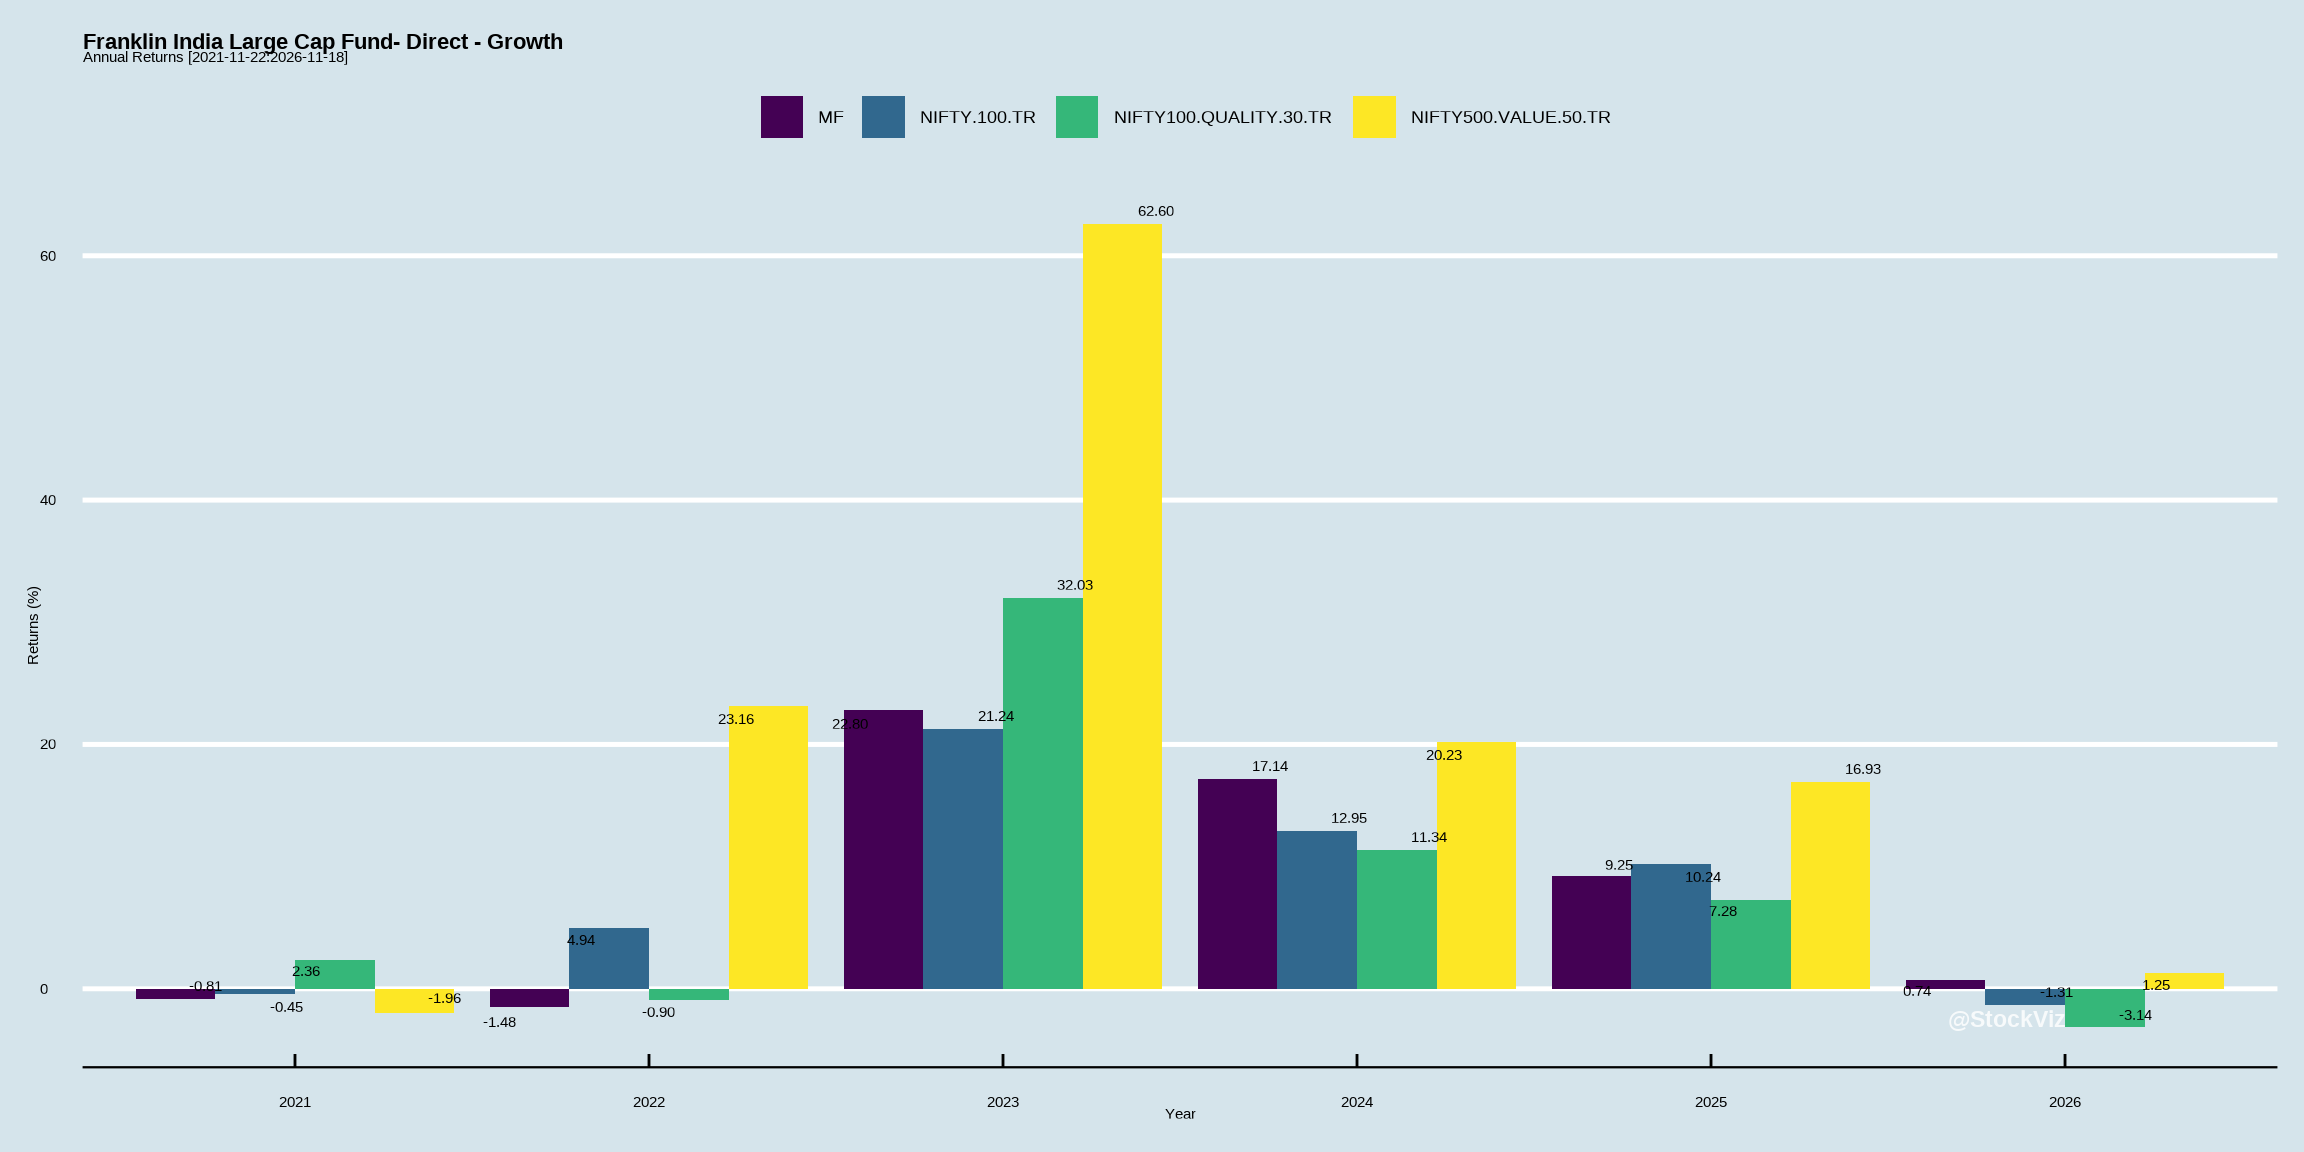 Franklin India Large Cap Fund- Direct - Growth
Annual Returns [2021-11-22:2026-11-18]
MF NIFTY.100.TR NIFTY100.QUALITY.30.TR NIFTY500.VALUE.50.TR
62.60
60
40
32.03
Returns (%)
23.16 22.80 21.24
20
17.14 12.95 11.34 20.23
9.25 10.24 7.28 16.93
4.94
2.36
0
-0.81 -0.45 -1.96
-1.48 -0.90
0.74 -1.31 -3.14 1.25
@StockViz
2021 2022 2023 2024 2025 2026
Year